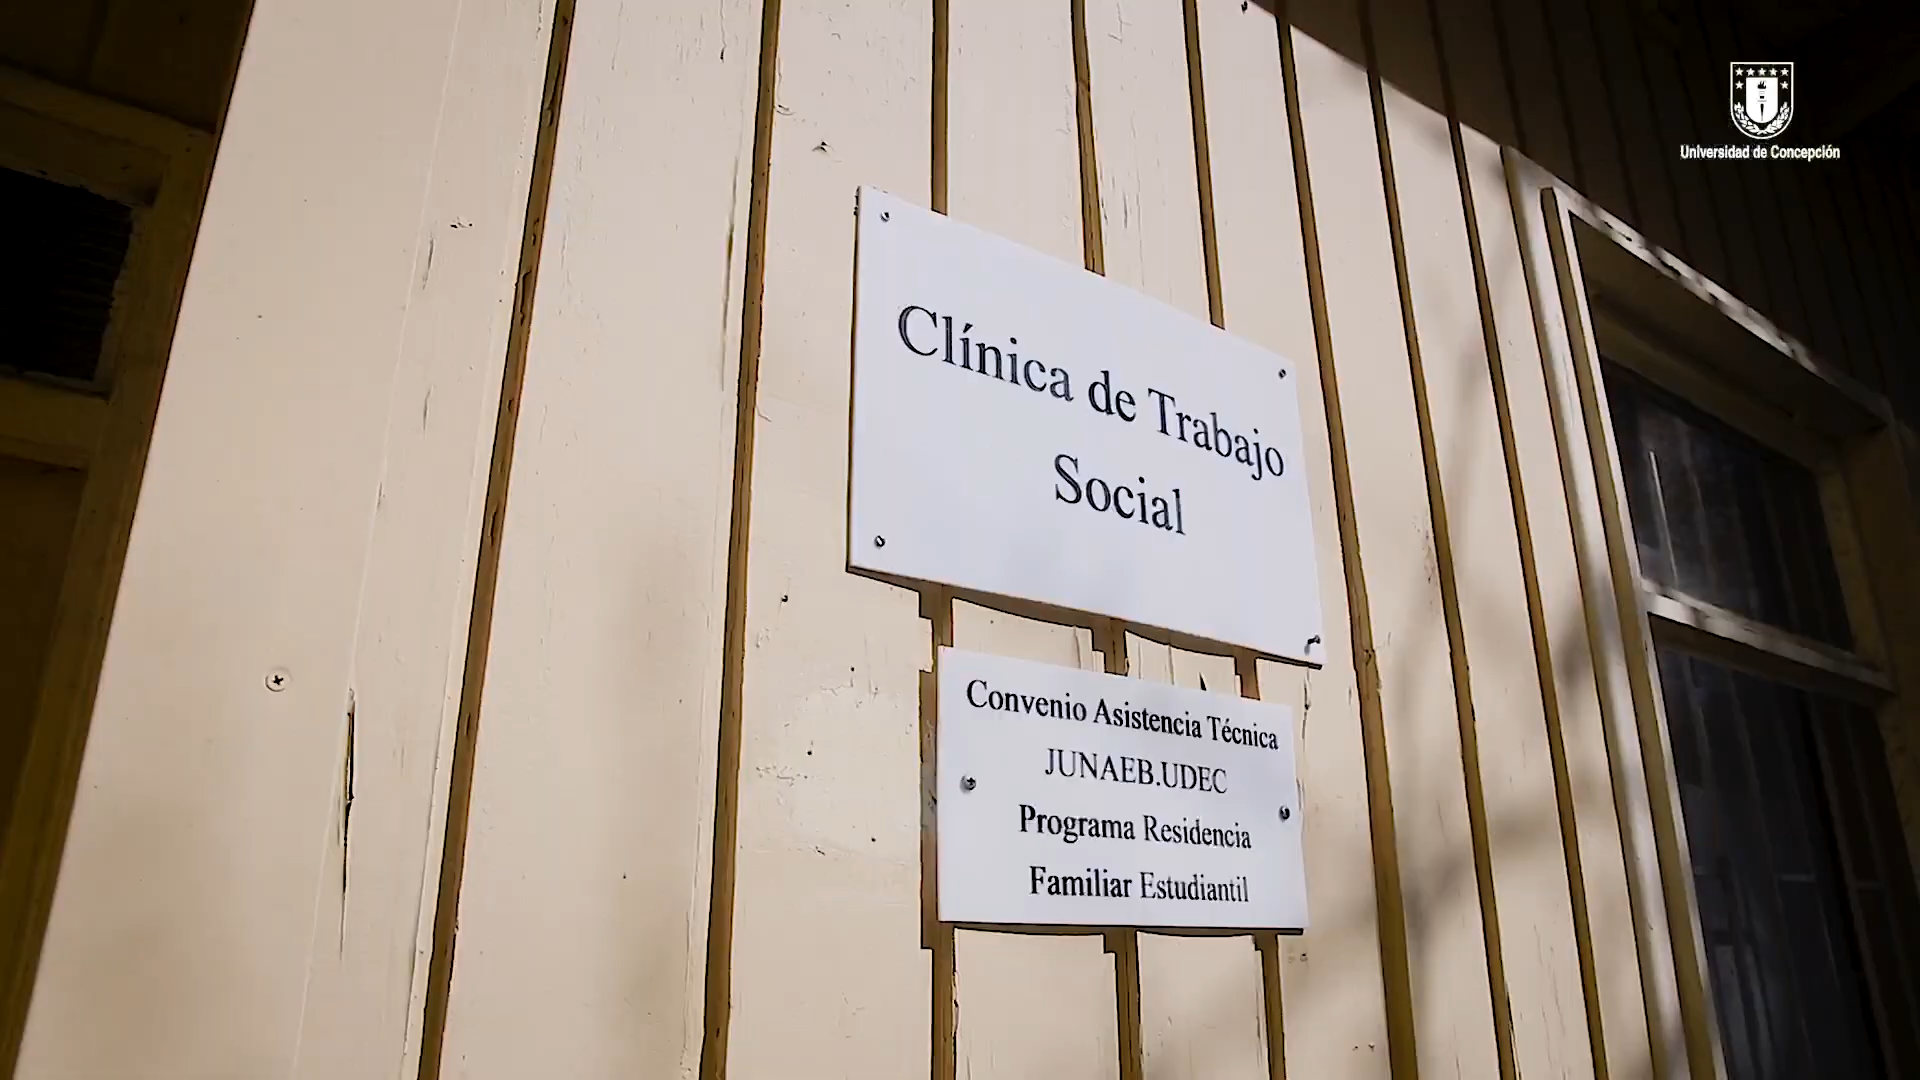 Universidad de Concepción
Clínica de Trabajo
Social
Convenio Asistencia Técnica
JUNAEB.UDEC
Programa Residencia
Familiar Estudiantil